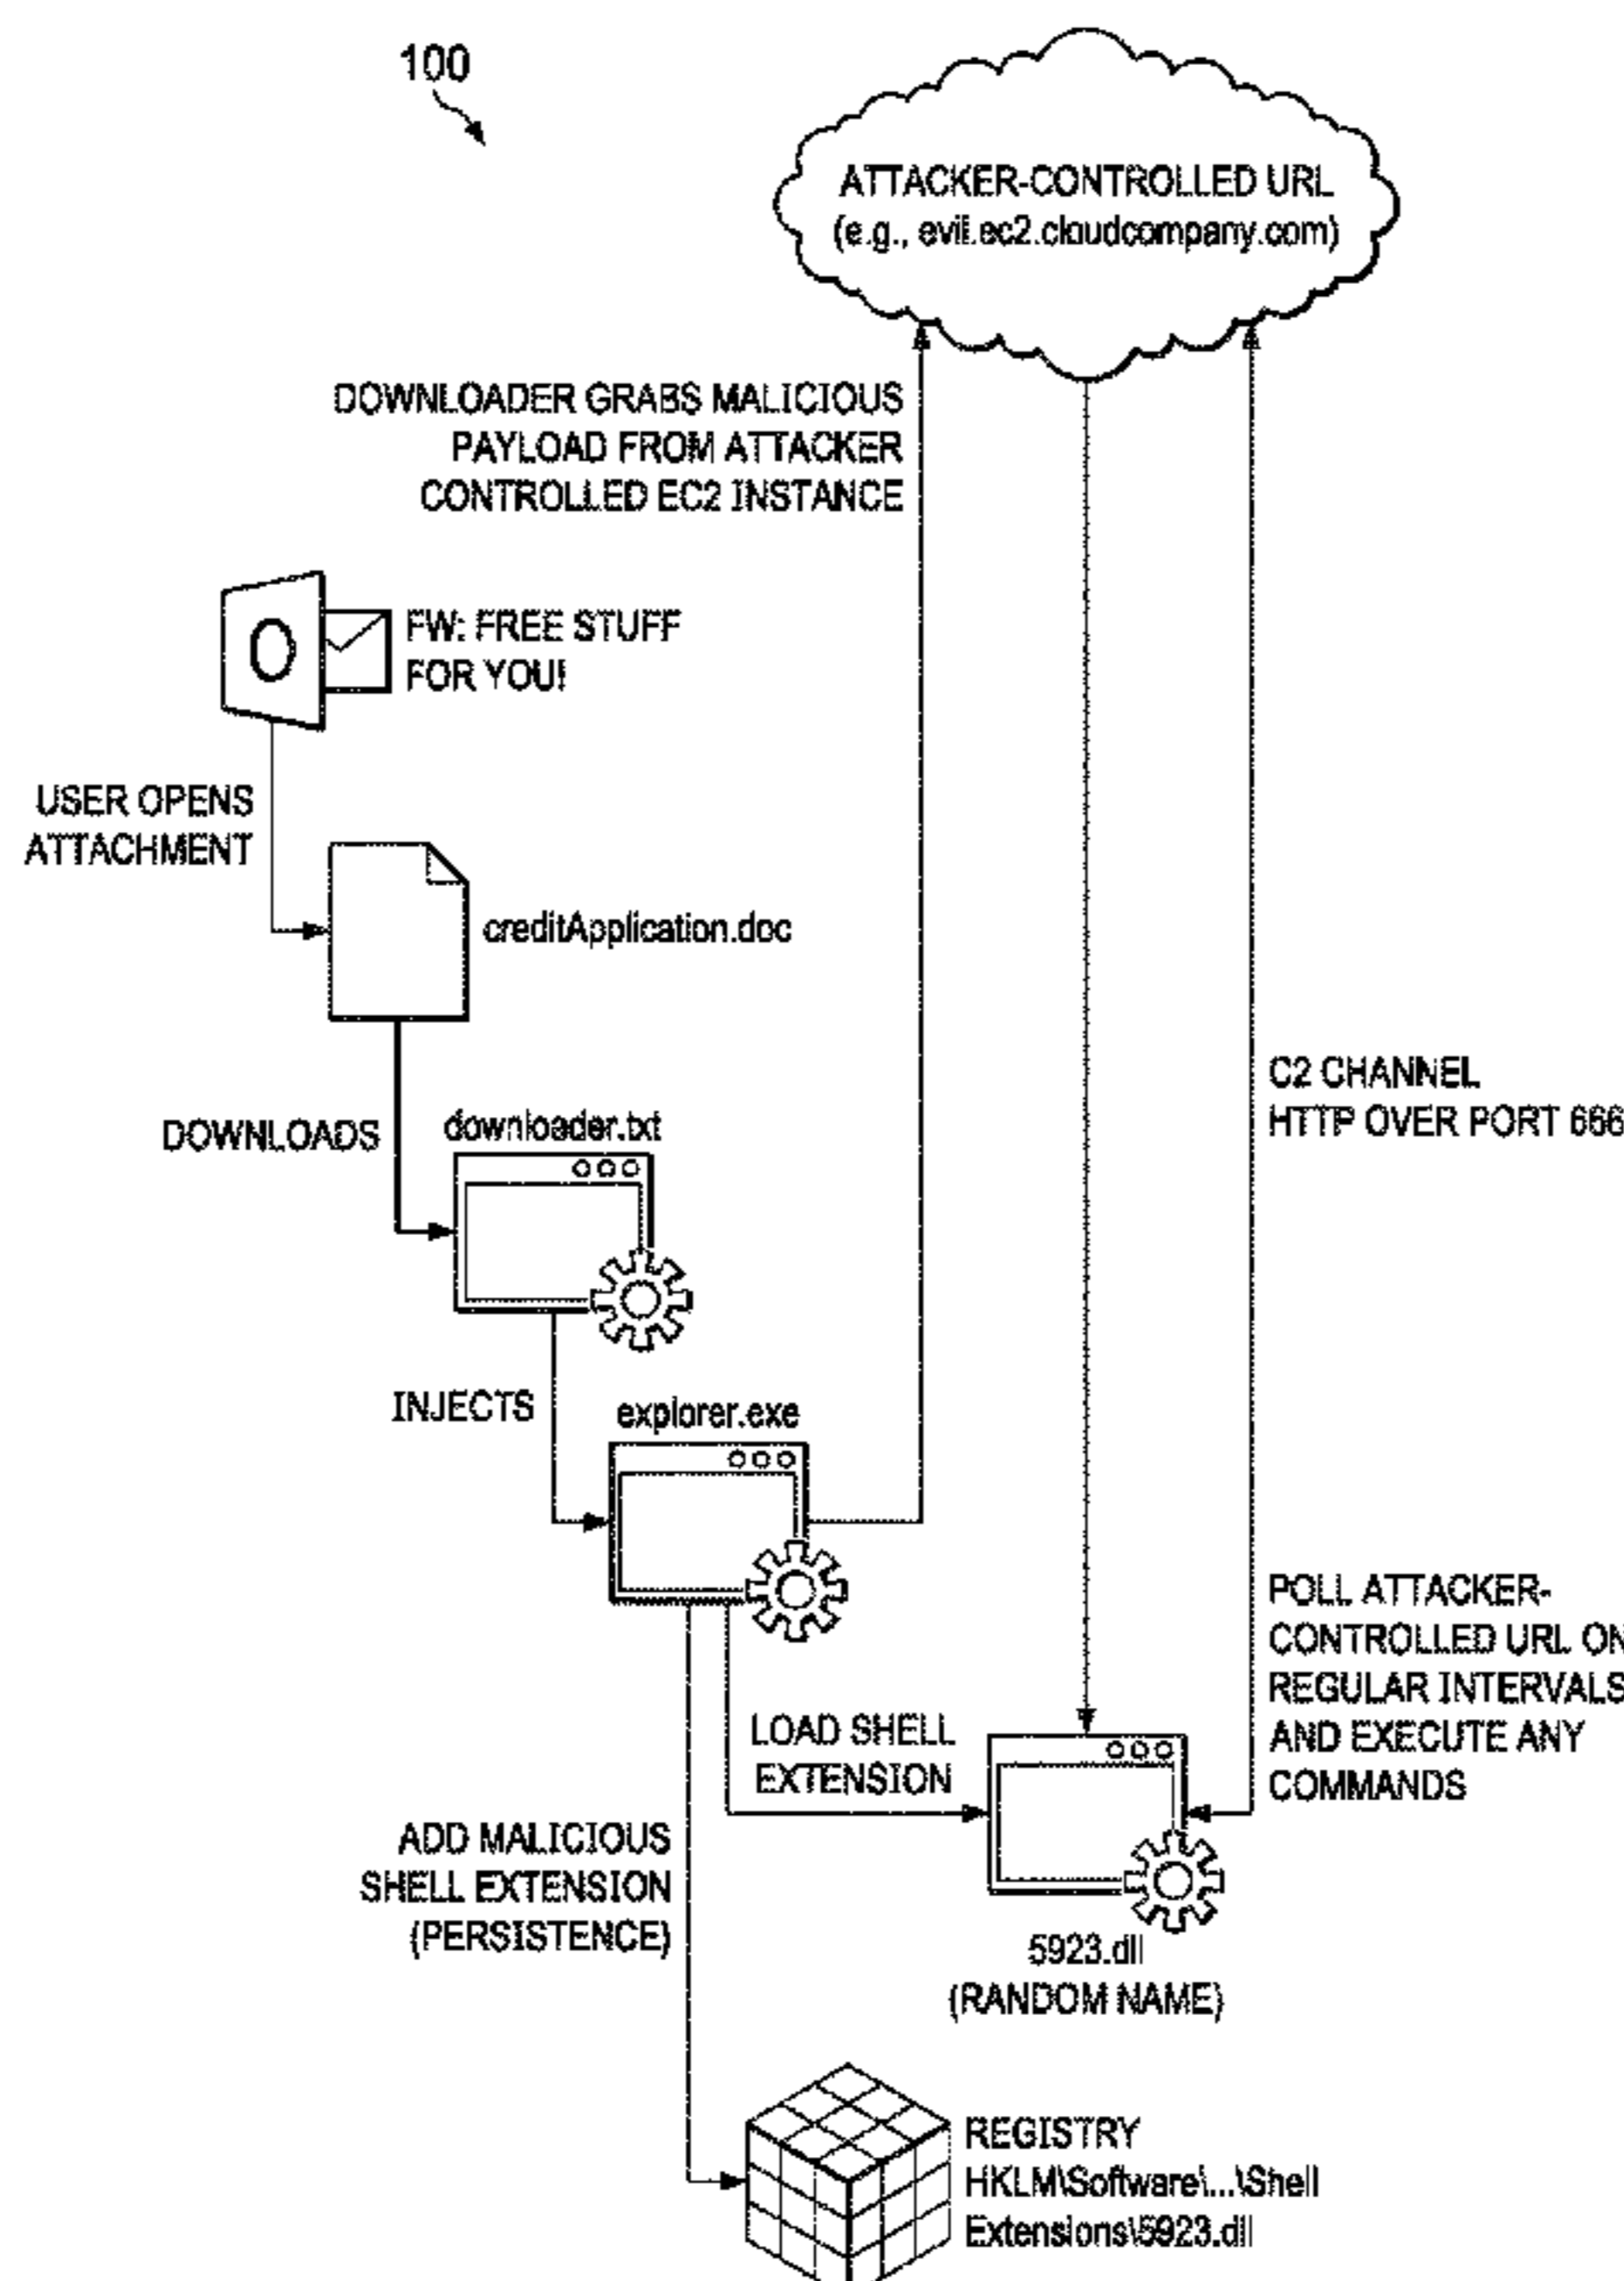 100
ATTACKER-CONTROLLED URL
(e.g., evil.ec2.cloudcompany.com)
DOWNLOADER GRABS MALICIOUS
PAYLOAD FROM ATTACKER
CONTROLLED EC2 INSTANCE
FW: FREE STUFF
FOR YOU!
USER OPENS
ATTACHMENT
creditApplication.doc
C2 CHANNEL
HTTP OVER PORT 666
DOWNLOADS
downloader.txt
INJECTS
explorer.exe
POLL ATTACKER-
CONTROLLED URL ON
REGULAR INTERVALS
AND EXECUTE ANY
COMMANDS
LOAD SHELL
EXTENSION
ADD MALICIOUS
SHELL EXTENSION
(PERSISTENCE)
5923.dll
(RANDOM NAME)
REGISTRY
HKLM\Software\...\Shell
Extensions\5923.dll